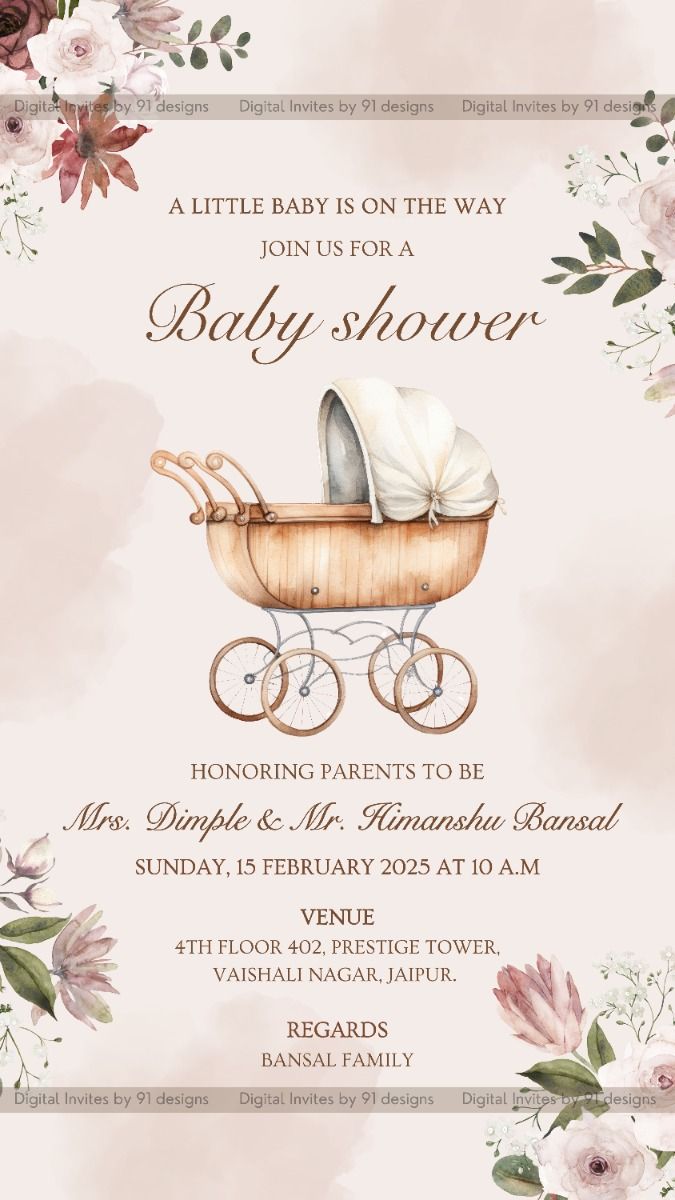 Digital Invites by 91 designs Digital Invites by 91 designs Digital Invites by 91 designs
A LITTLE BABY IS ON THE WAY
JOIN US FOR A
Baby shower
HONORING PARENTS TO BE
Mrs. Dimple & Mr. Himanshu Bansal
SUNDAY, 15 FEBRUARY 2025 AT 10 A.M
VENUE
4TH FLOOR 402, PRESTIGE TOWER,
VAISHALI NAGAR, JAIPUR.
REGARDS
BANSAL FAMILY
Digital Invites by 91 designs Digital Invites by 91 designs Digital Invites by 91 designs